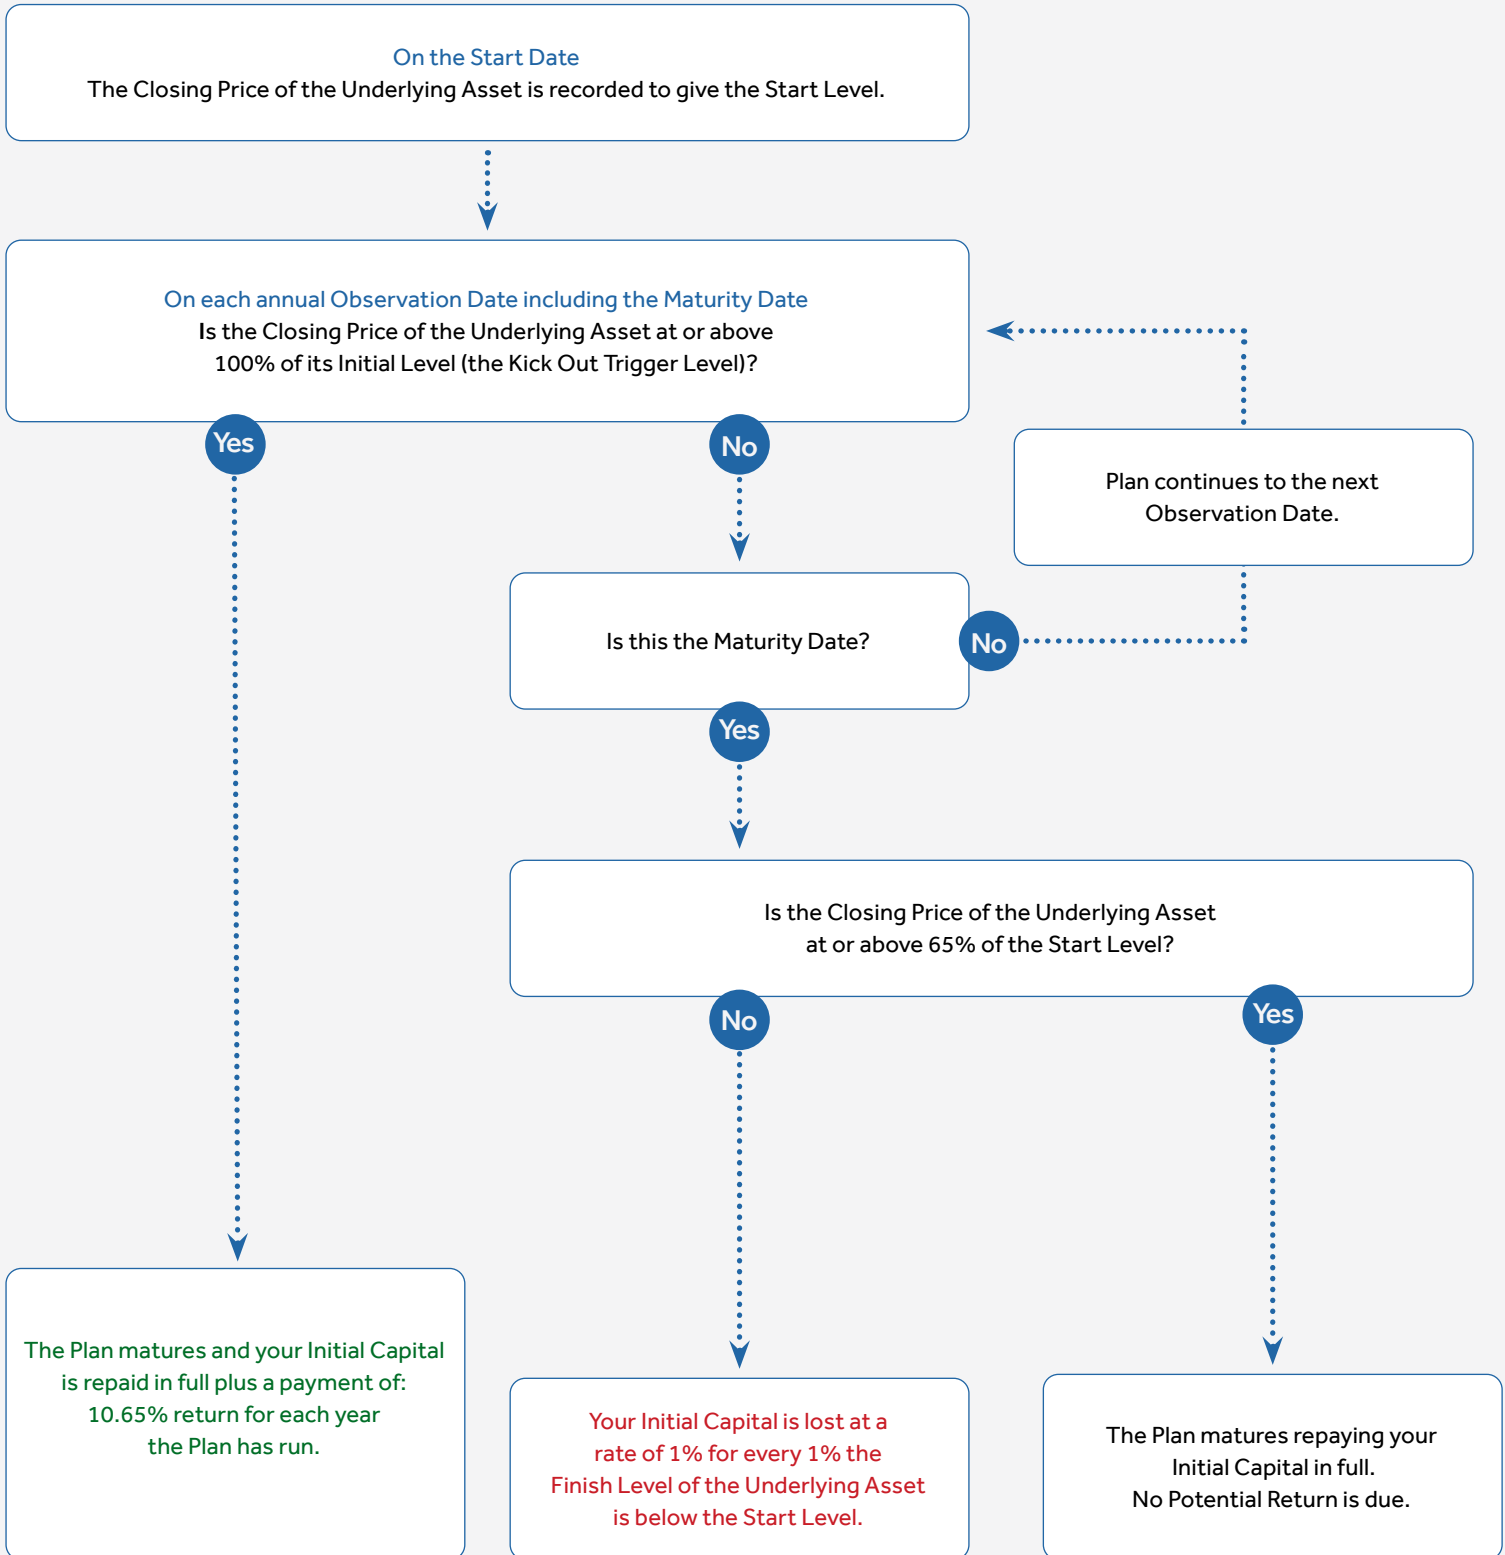 On the Start Date
The Closing Price of the Underlying Asset is recorded to give the Start Level.
On each annual Observation Date including the Maturity Date
Is the Closing Price of the Underlying Asset at or above
100% of its Initial Level (the Kick Out Trigger Level)?
Yes
No
Plan continues to the next
Observation Date.
Is this the Maturity Date?
No
Yes
Is the Closing Price of the Underlying Asset
at or above 65% of the Start Level?
No
Yes
The Plan matures and your Initial Capital
is repaid in full plus a payment of:
10.65% return for each year
the Plan has run.
Your Initial Capital is lost at a
rate of 1% for every 1% the
Finish Level of the Underlying Asset
is below the Start Level.
The Plan matures repaying your
Initial Capital in full.
No Potential Return is due.